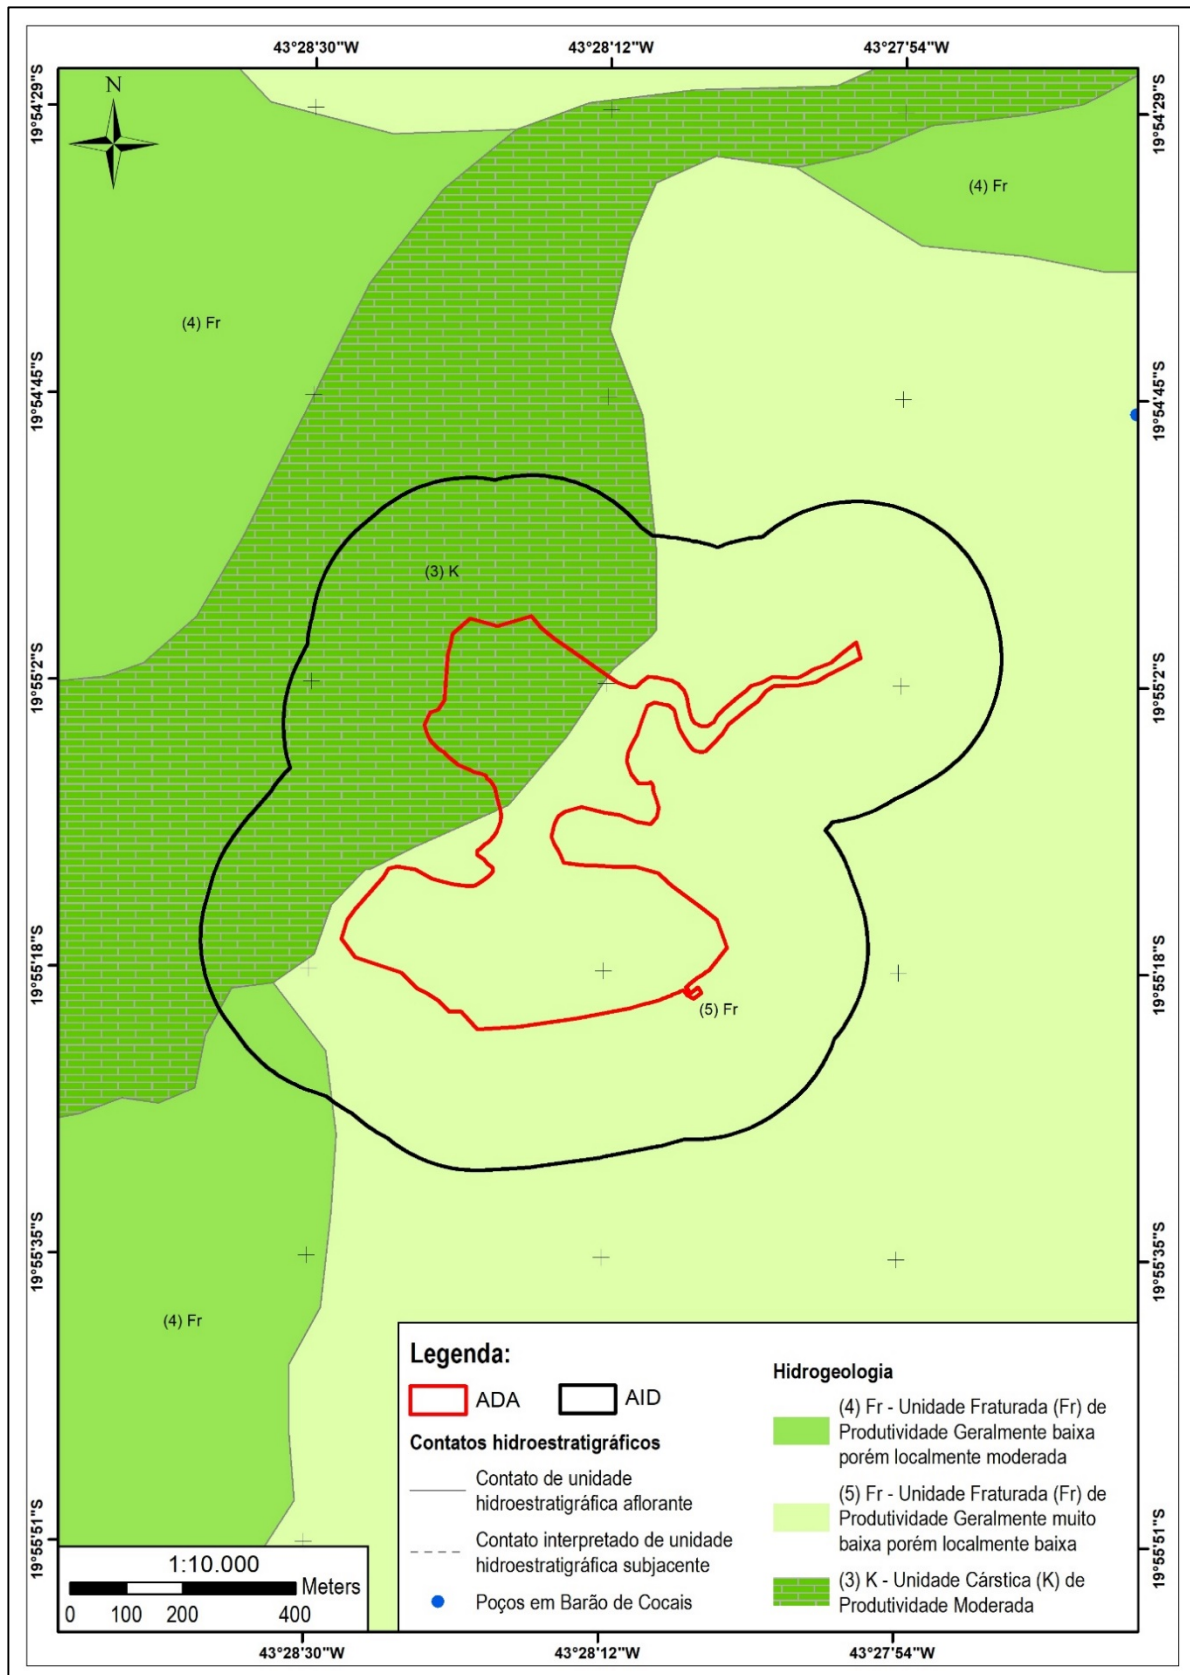 43°28'30"W
43°28'12"W
43°27'54"W
19°54'29"S
19°54'29"S
N
(4) Fr
(4) Fr
19°54'45"S
19°54'45"S
(3) K
19°55'2"S
19°55'2"S
19°55'18"S
19°55'18"S
(5) Fr
19°55'35"S
19°55'35"S
(4) Fr
Legenda:
ADA
AID
Contatos hidroestratigráficos
Contato de unidade
hidroestratigráfica aflorante
Contato interpretado de unidade
hidroestratigráfica subjacente
Poços em Barão de Cocais
Hidrogeologia
(4) Fr - Unidade Fraturada (Fr) de
Produtividade Geralmente baixa
porém localmente moderada
(5) Fr - Unidade Fraturada (Fr) de
Produtividade Geralmente muito
baixa porém localmente baixa
(3) K - Unidade Cárstica (K) de
Produtividade Moderada
19°55'51"S
19°55'51"S
1:10.000
Meters
0 100 200 400
43°28'30"W
43°28'12"W
43°27'54"W